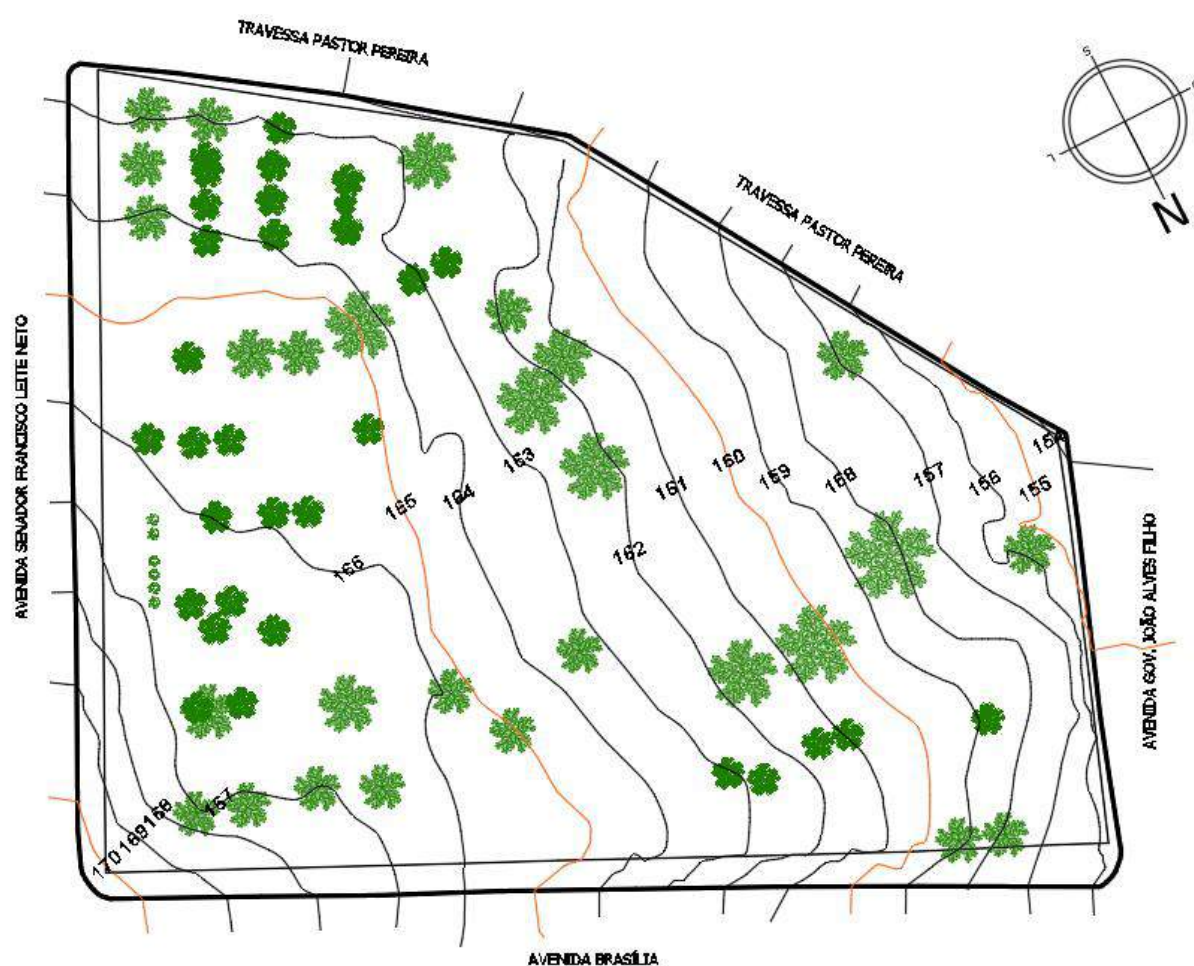 TRAVESSA PASTOR PEREIRA
S
O
L
N
TRAVESSA PASTOR PEREIRA
AVENIDA SENADOR FRANCISCO LEITE NETO
AVENIDA GOV. JOÃO ALVES FILHO
154
155
156
157
158
159
160
161
162
163
164
165
166
167
168
169
170
AVENIDA BRASÍLIA